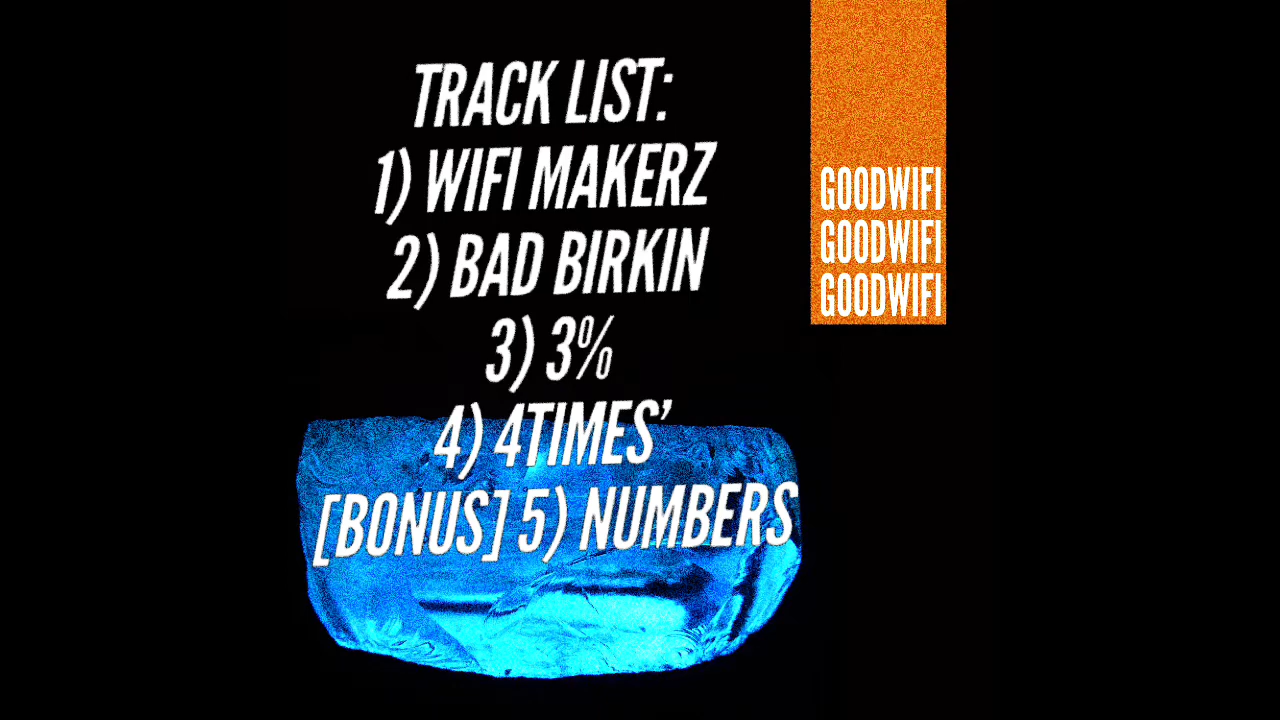 TRACK LIST:
1) WIFI MAKERZ
2) BAD BIRKIN
3) 3%
4) 4TIMES’
[BONUS] 5) NUMBERS
GOODWIFI
GOODWIFI
GOODWIFI